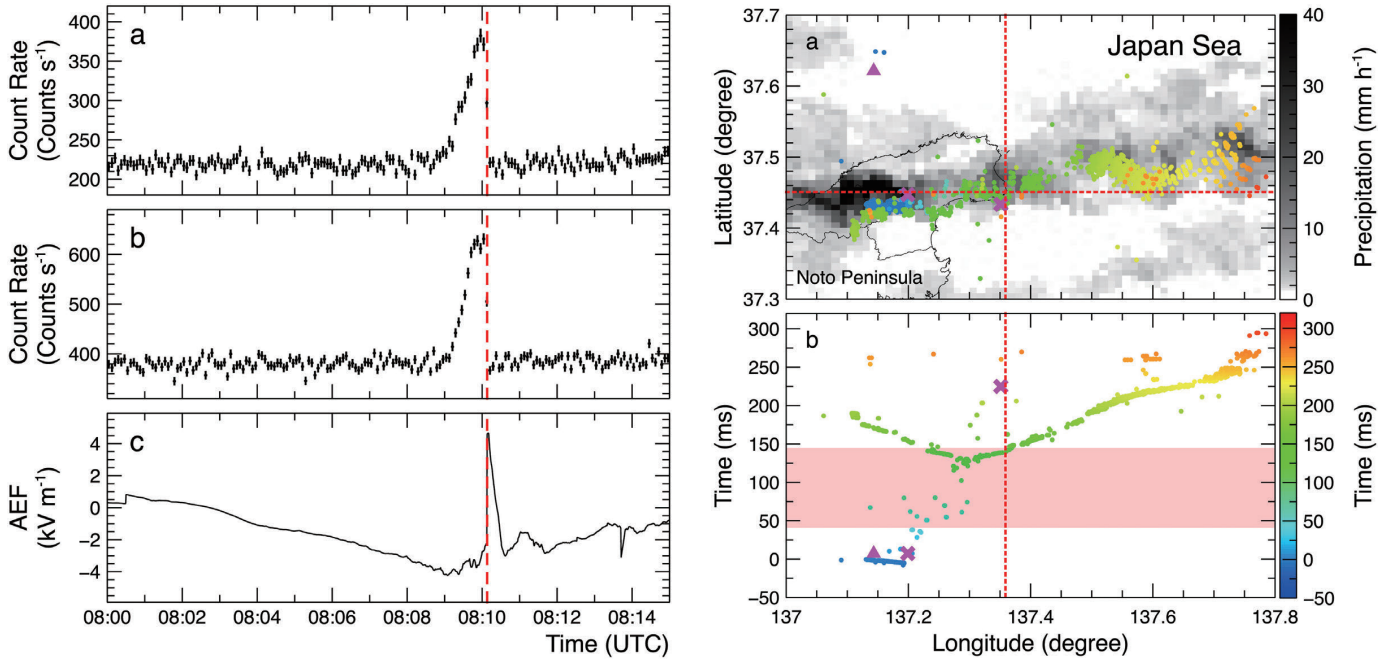 a
Count Rate
(Counts s⁻¹)
400
350
300
250
200
b
Count Rate
(Counts s⁻¹)
600
500
400
c
AEF
(kV m⁻¹)
4
2
0
−2
−4
08:00 08:02 08:04 08:06 08:08 08:10 08:12 08:14
Time (UTC)
a
Japan Sea
Noto Peninsula
Latitude (degree)
37.7
37.6
37.5
37.4
37.3
40
30
20
10
0
Precipitation (mm h⁻¹)
b
Time (ms)
300
250
200
150
100
50
0
−50
300
250
200
150
100
50
0
−50
Time (ms)
137 137.2 137.4 137.6 137.8
Longitude (degree)